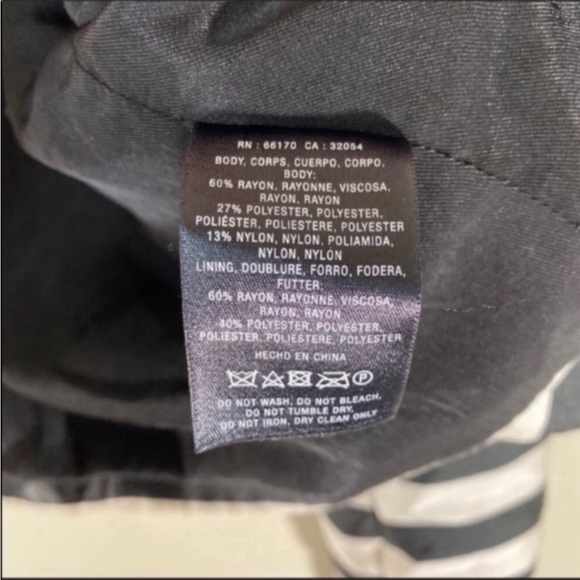 RN : 66170 CA : 32054
BODY, CORPS, CUERPO, CORPO,
BODY:
60% RAYON, RAYONNE, VISCOSA,
RAYON, RAYON
27% POLYESTER, POLYESTER,
POLIÉSTER, POLIESTERE, POLYESTER
13% NYLON, NYLON, POLIAMIDA,
NYLON, NYLON
LINING, DOUBLURE, FORRO, FODERA,
FUTTER:
60% RAYON, RAYONNE, VISCOSA,
RAYON, RAYON
40% POLYESTER, POLYESTER,
POLIÉSTER, POLIESTERE, POLYESTER
HECHO EN CHINA
P
DO NOT WASH, DO NOT BLEACH,
DO NOT TUMBLE DRY,
DO NOT IRON, DRY CLEAN ONLY